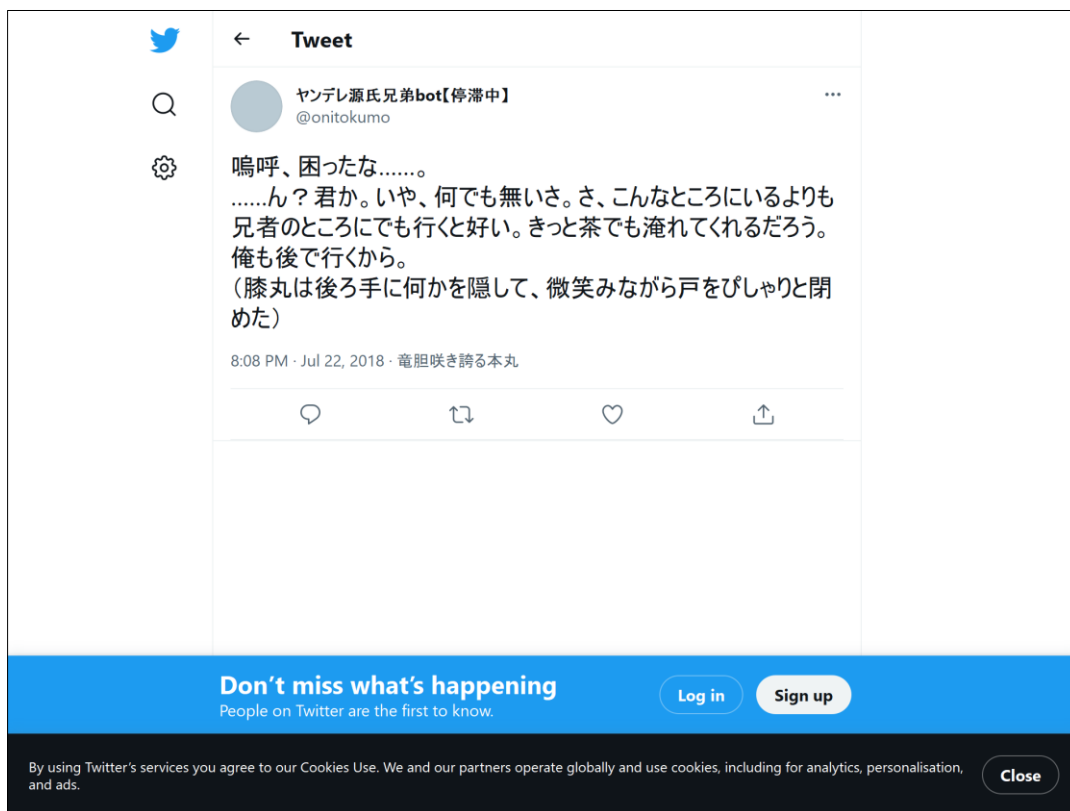 Tweet
ヤンデレ源氏兄弟bot【停滞中】
@onitokumo
嗚呼、困ったな......。
......ん？君か。いや、何でも無いさ。さ、こんなところにいるよりも
兄者のところにでも行くと好い。きっと茶でも淹れてくれるだろう。
俺も後で行くから。
（膝丸は後ろ手に何かを隠して、微笑みながら戸をぴしゃりと閉
めた）
8:08 PM · Jul 22, 2018 · 竜胆咲き誇る本丸
Don’t miss what’s happening
People on Twitter are the first to know.
Log in
Sign up
By using Twitter’s services you agree to our Cookies Use. We and our partners operate globally and use cookies, including for analytics, personalisation,
and ads.
Close